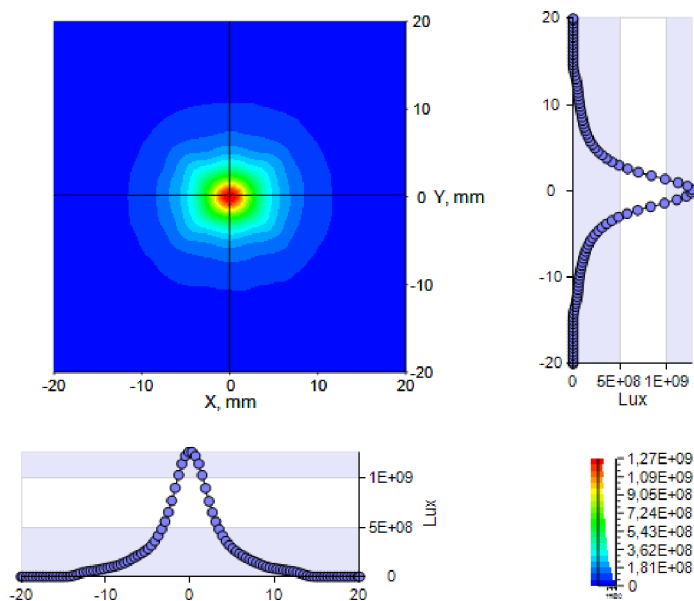 20
10
0 Y, mm
-10
-20
-20 -10 0 10 20
X, mm
20
10
0
-10
-20
0 5E+08 1E+09
Lux
1E+09
5E+08
0
Lux
-20 -10 0 10 20
1,27E+09
1,09E+09
9,05E+08
7,24E+08
5,43E+08
3,62E+08
1,81E+08
0